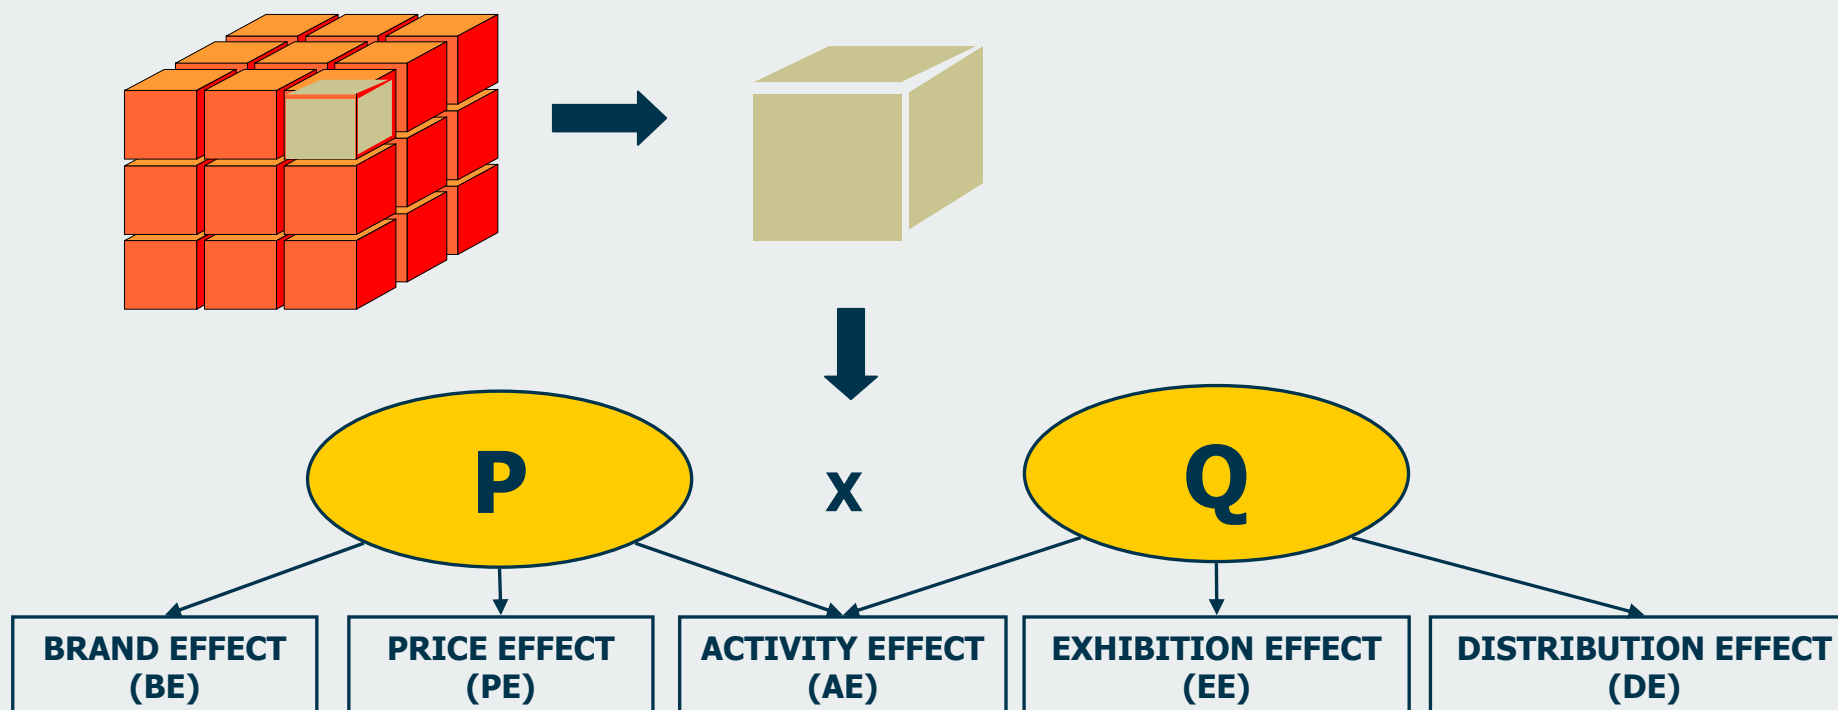 P
x
Q
BRAND EFFECT
(BE)
PRICE EFFECT
(PE)
ACTIVITY EFFECT
(AE)
EXHIBITION EFFECT
(EE)
DISTRIBUTION EFFECT
(DE)